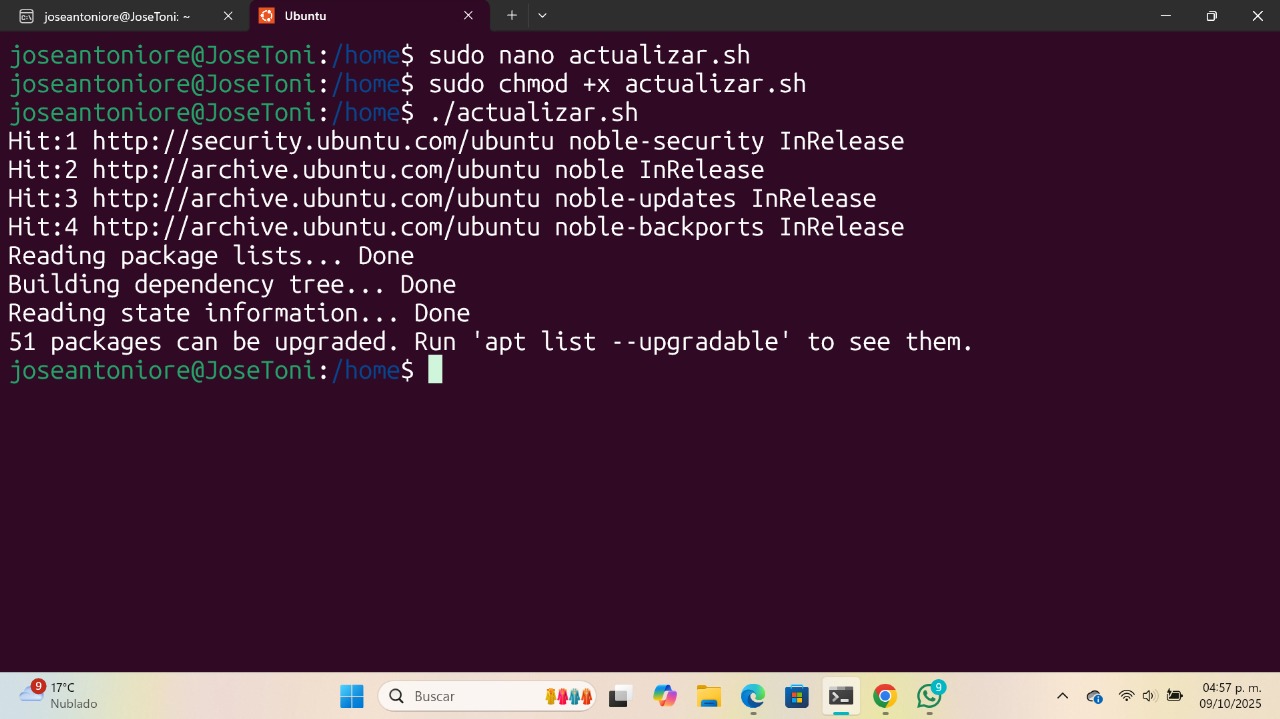 joseantoniore@JoseToni: ~
Ubuntu
joseantoniore@JoseToni:/home$ sudo nano actualizar.sh
joseantoniore@JoseToni:/home$ sudo chmod +x actualizar.sh
joseantoniore@JoseToni:/home$ ./actualizar.sh
Hit:1 http://security.ubuntu.com/ubuntu noble-security InRelease
Hit:2 http://archive.ubuntu.com/ubuntu noble InRelease
Hit:3 http://archive.ubuntu.com/ubuntu noble-updates InRelease
Hit:4 http://archive.ubuntu.com/ubuntu noble-backports InRelease
Reading package lists... Done
Building dependency tree... Done
Reading state information... Done
51 packages can be upgraded. Run 'apt list --upgradable' to see them.
joseantoniore@JoseToni:/home$
9
17°C
Nublado
Buscar
9
04:57 p. m.
09/10/2025